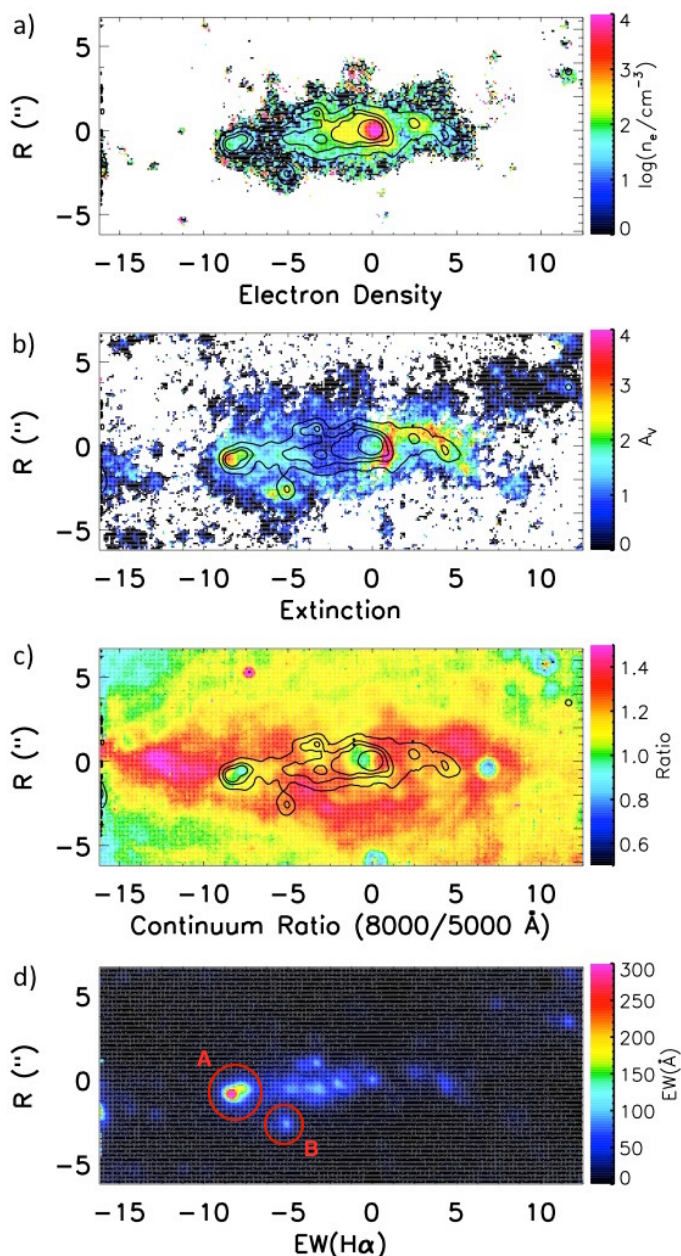 a)
4
3
2
1
0
log(nₑ/cm⁻³)
R (")
0
−5
−15 −10 −5 0 5 10
Electron Density
b)
5
0
−5
R (")
4
3
2
1
0
Aᵥ
−15 −10 −5 0 5 10
Extinction
c)
5
0
−5
R (")
1.4
1.2
1.0
0.8
0.6
Ratio
−15 −10 −5 0 5 10
Continuum Ratio (8000/5000 Å)
d)
5
0
−5
R (")
A
B
300
250
200
150
100
50
0
EW(Å)
−15 −10 −5 0 5 10
EW(Hα)